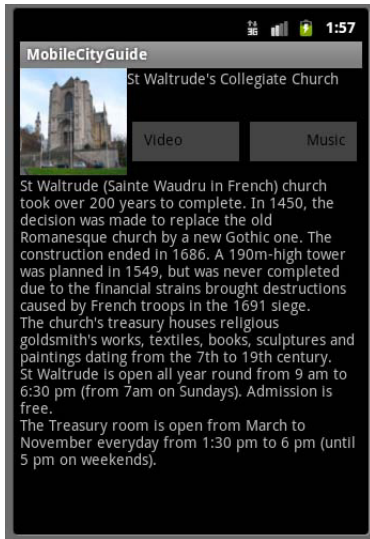 3G 1:57
MobileCityGuide
St Waltrude's Collegiate Church
Video Music
St Waltrude (Sainte Waudru in French) church
took over 200 years to complete. In 1450, the
decision was made to replace the old
Romanesque church by a new Gothic one. The
construction ended in 1686. A 190m-high tower
was planned in 1549, but was never completed
due to the financial strains brought destructions
caused by French troops in the 1691 siege.
The church's treasury houses religious
goldsmith's works, textiles, books, sculptures and
paintings dating from the 7th to 19th century.
St Waltrude is open all year round from 9 am to
6:30 pm (from 7am on Sundays). Admission is
free.
The Treasury room is open from March to
November everyday from 1:30 pm to 6 pm (until
5 pm on weekends).